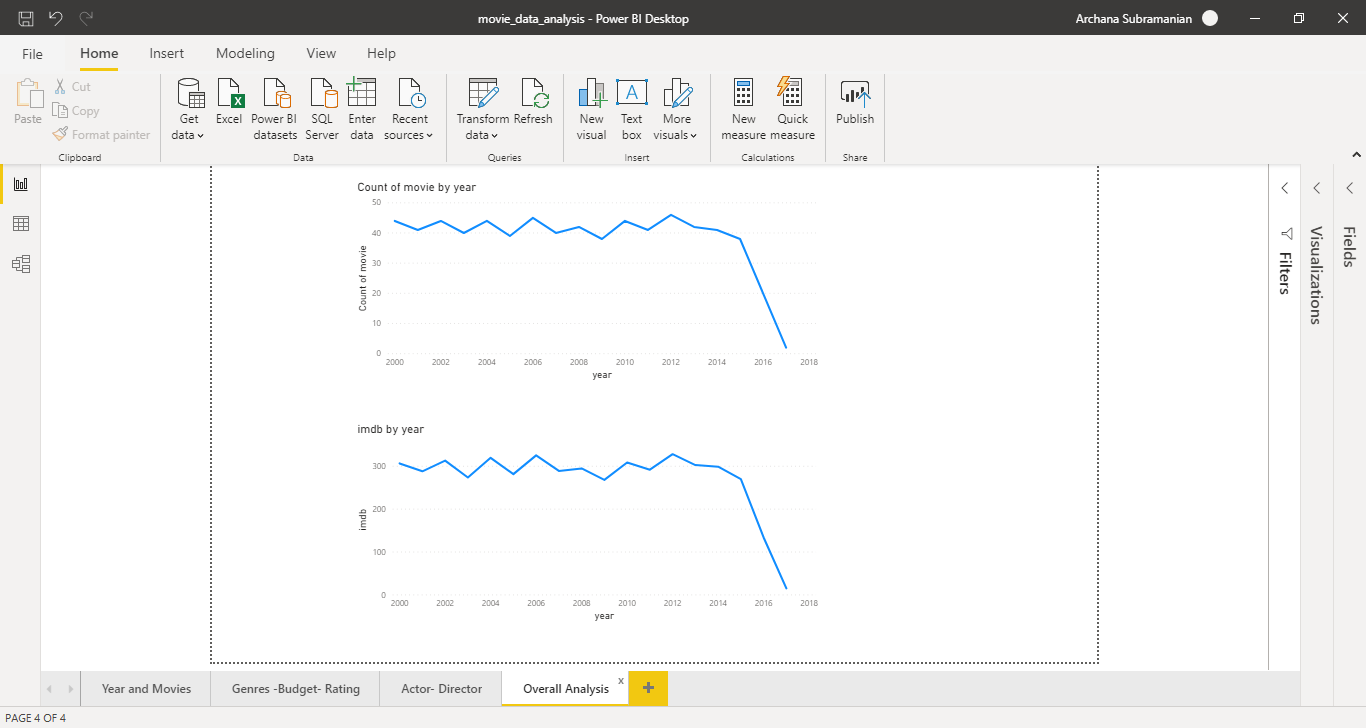 movie_data_analysis - Power BI Desktop
Archana Subramanian
File Home Insert Modeling View Help
Paste
Cut
Copy
Format painter
Clipboard
Get data
Excel
Power BI datasets
SQL Server
Enter data
Recent sources
Data
Transform data
Refresh
Queries
New visual
Text box
More visuals
Insert
New measure
Quick measure
Calculations
Publish
Share
Count of movie by year
50
40
30
20
10
0
Count of movie
2000 2002 2004 2006 2008 2010 2012 2014 2016 2018
year
imdb by year
300
200
100
0
imdb
2000 2002 2004 2006 2008 2010 2012 2014 2016 2018
year
Filters
Visualizations
Fields
Year and Movies
Genres -Budget- Rating
Actor- Director
Overall Analysis
x
PAGE 4 OF 4